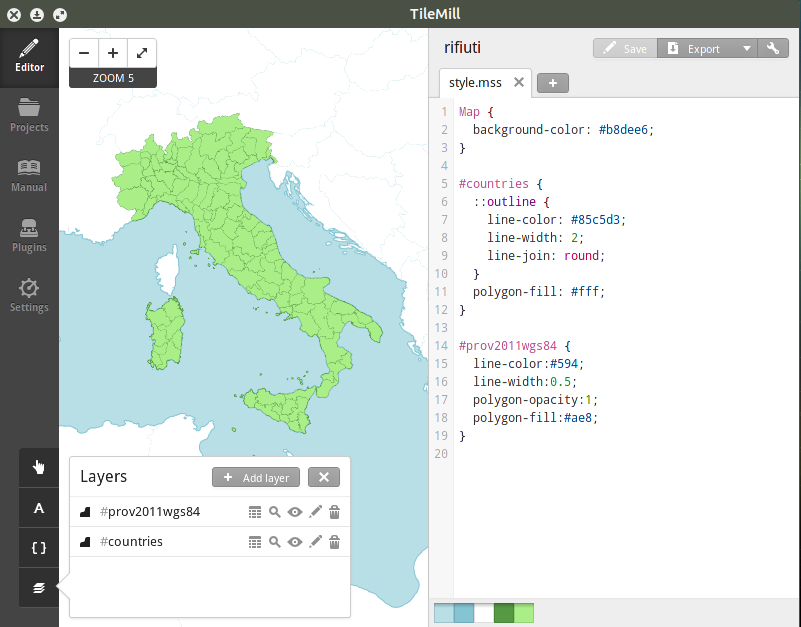 TileMill
Editor
Projects
Manual
Plugins
Settings
ZOOM 5
rifiuti
Save
Export
style.mss
1 Map {
2 background-color: #b8dee6;
3 }
4
5 #countries {
6 ::outline {
7 line-color: #85c5d3;
8 line-width: 2;
9 line-join: round;
10 }
11 polygon-fill: #fff;
12 }
13
14 #prov2011wgs84 {
15 line-color:#594;
16 line-width:0.5;
17 polygon-opacity:1;
18 polygon-fill:#ae8;
19 }
20
A
{ }
Layers
+ Add layer
#prov2011wgs84
#countries